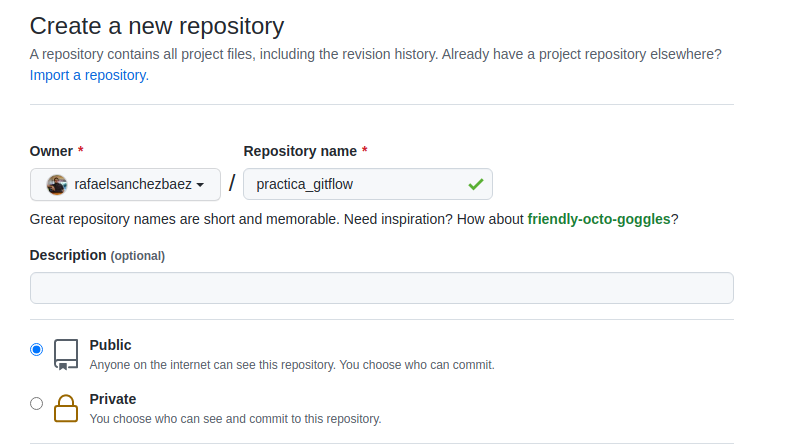 Create a new repository
A repository contains all project files, including the revision history. Already have a project repository elsewhere?
Import a repository.
Owner * Repository name *
rafaelsanchezbaez / practica_gitflow
Great repository names are short and memorable. Need inspiration? How about friendly-octo-goggles?
Description (optional)
Public
Anyone on the internet can see this repository. You choose who can commit.
Private
You choose who can see and commit to this repository.